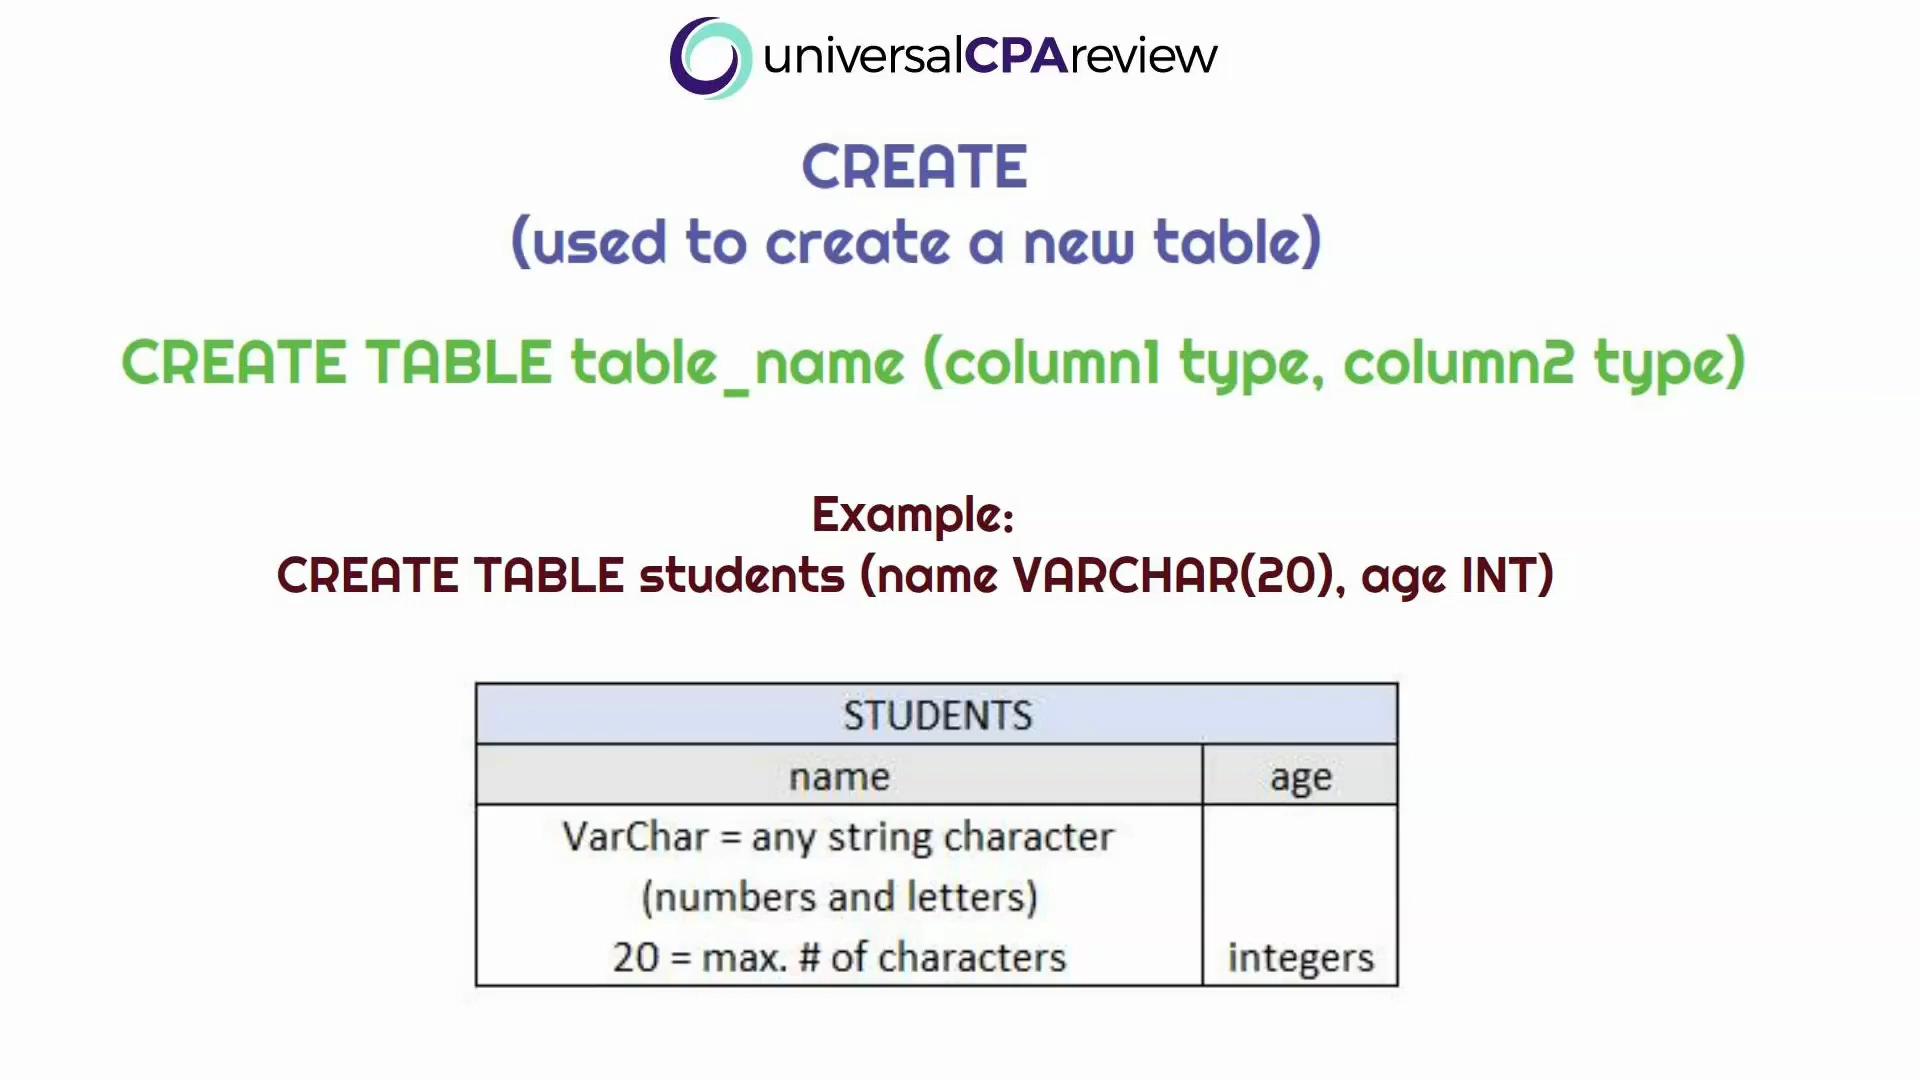 universalCPAreview
CREATE
(used to create a new table)
CREATE TABLE table_name (column1 type, column2 type)
Example:
CREATE TABLE students (name VARCHAR(20), age INT)
STUDENTS
name age
VarChar = any string character
(numbers and letters)
20 = max. # of characters integers